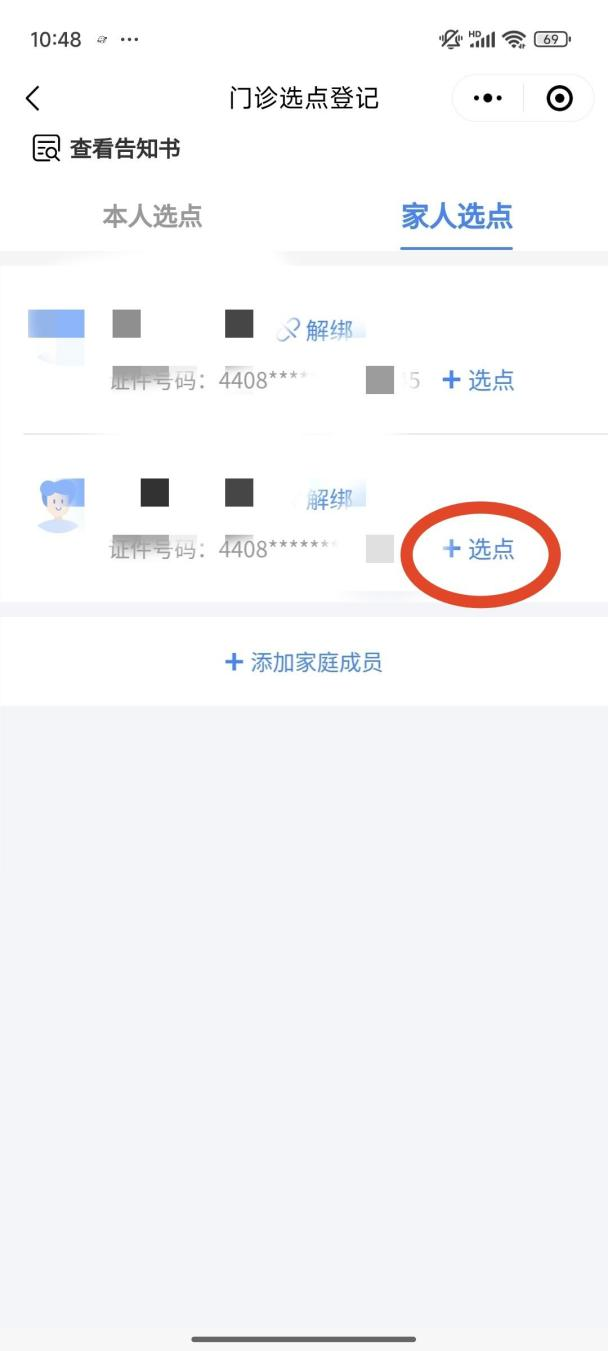 10:48
HD
69
门诊选点登记
查看告知书
本人选点
家人选点
解绑
证件号码：4408****
5
+ 选点
解绑
证件号码：4408*******
+ 选点
+ 添加家庭成员